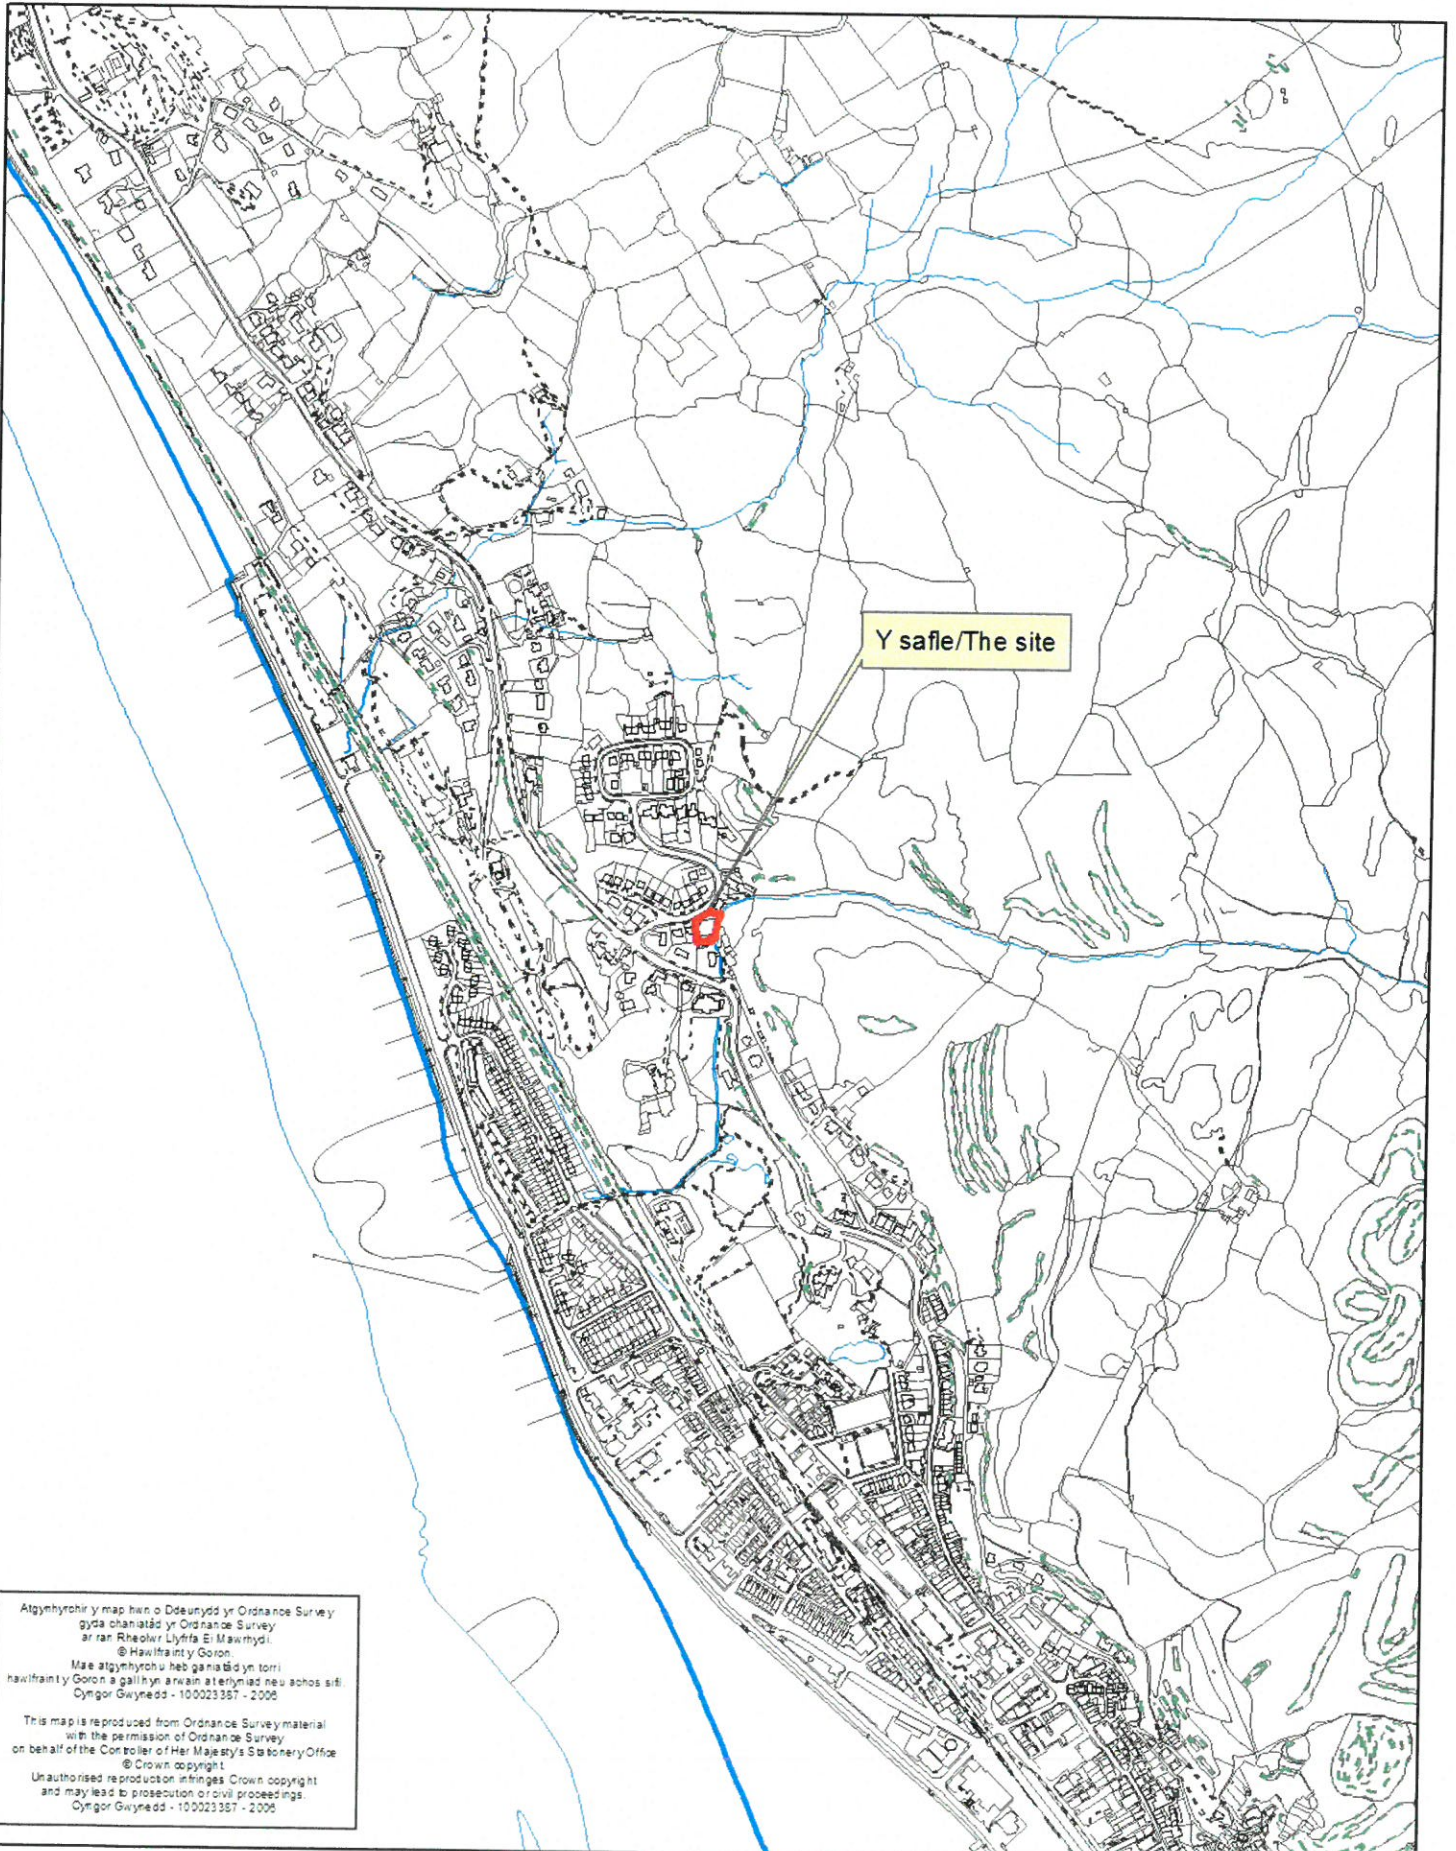 Y safle/The site
Atgynhyrchir y map hwn o Ddeunydd yr Ordnance Survey
gyda chaniatâd yr Ordnance Survey
ar ran Rheolwr Llyfrfa Ei Mawrhydi.
© Hawlfraint y Goron.
Mae atgynhyrchu heb ganiatâd yn torri
hawlfraint y Goron a gall hyn arwain at erlyniad neu achos sifil.
Cyngor Gwynedd - 100023387 - 2006
This map is reproduced from Ordnance Survey material
with the permission of Ordnance Survey
on behalf of the Controller of Her Majesty's Stationery Office
© Crown copyright.
Unauthorised reproduction infringes Crown copyright
and may lead to prosecution or civil proceedings.
Cyngor Gwynedd - 100023387 - 2006